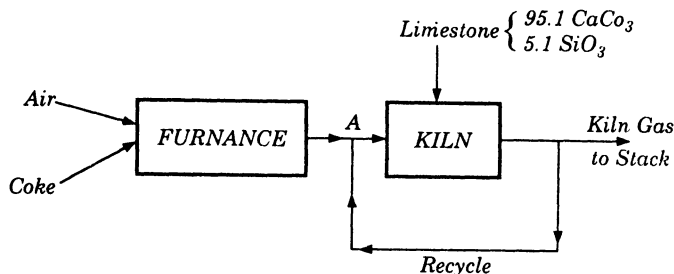 Limestone { 95.1 CaCo3
5.1 SiO3
Air
FURNANCE
A
KILN
Kiln Gas
to Stack
Coke
Recycle